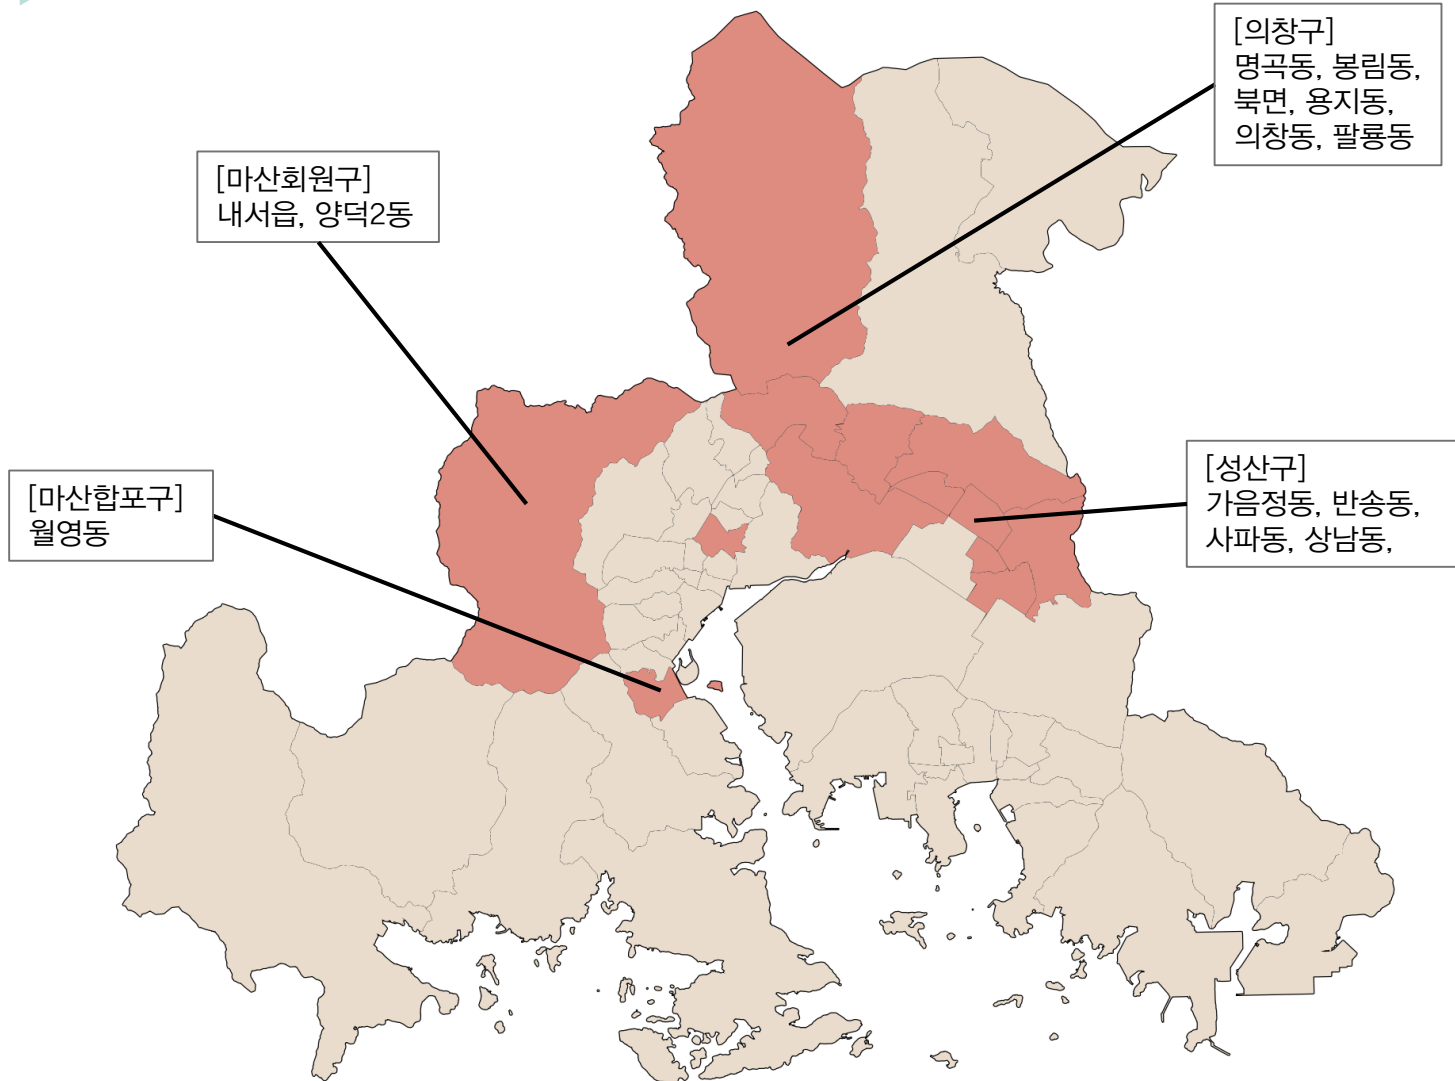 [의창구]
명곡동, 봉림동,
북면, 용지동,
의창동, 팔룡동
[마산회원구]
내서읍, 양덕2동
[성산구]
가음정동, 반송동,
사파동, 상남동,
[마산합포구]
월영동